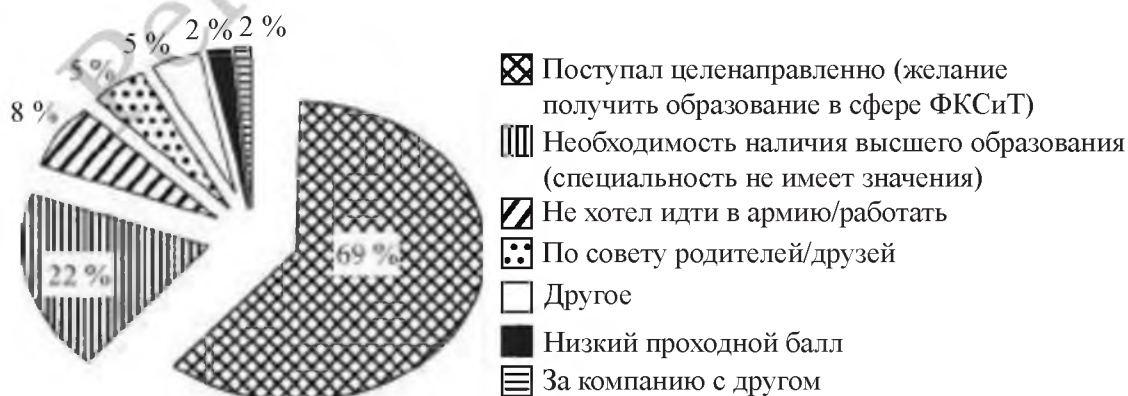 2 % 2 %
5 %
5 %
8 %
22 %
69 %
Поступал целенаправленно (желание
получить образование в сфере ФКСиТ)
Необходимость наличия высшего образования
(специальность не имеет значения)
Не хотел идти в армию/работать
По совету родителей/друзей
Другое
Низкий проходной балл
За компанию с другом